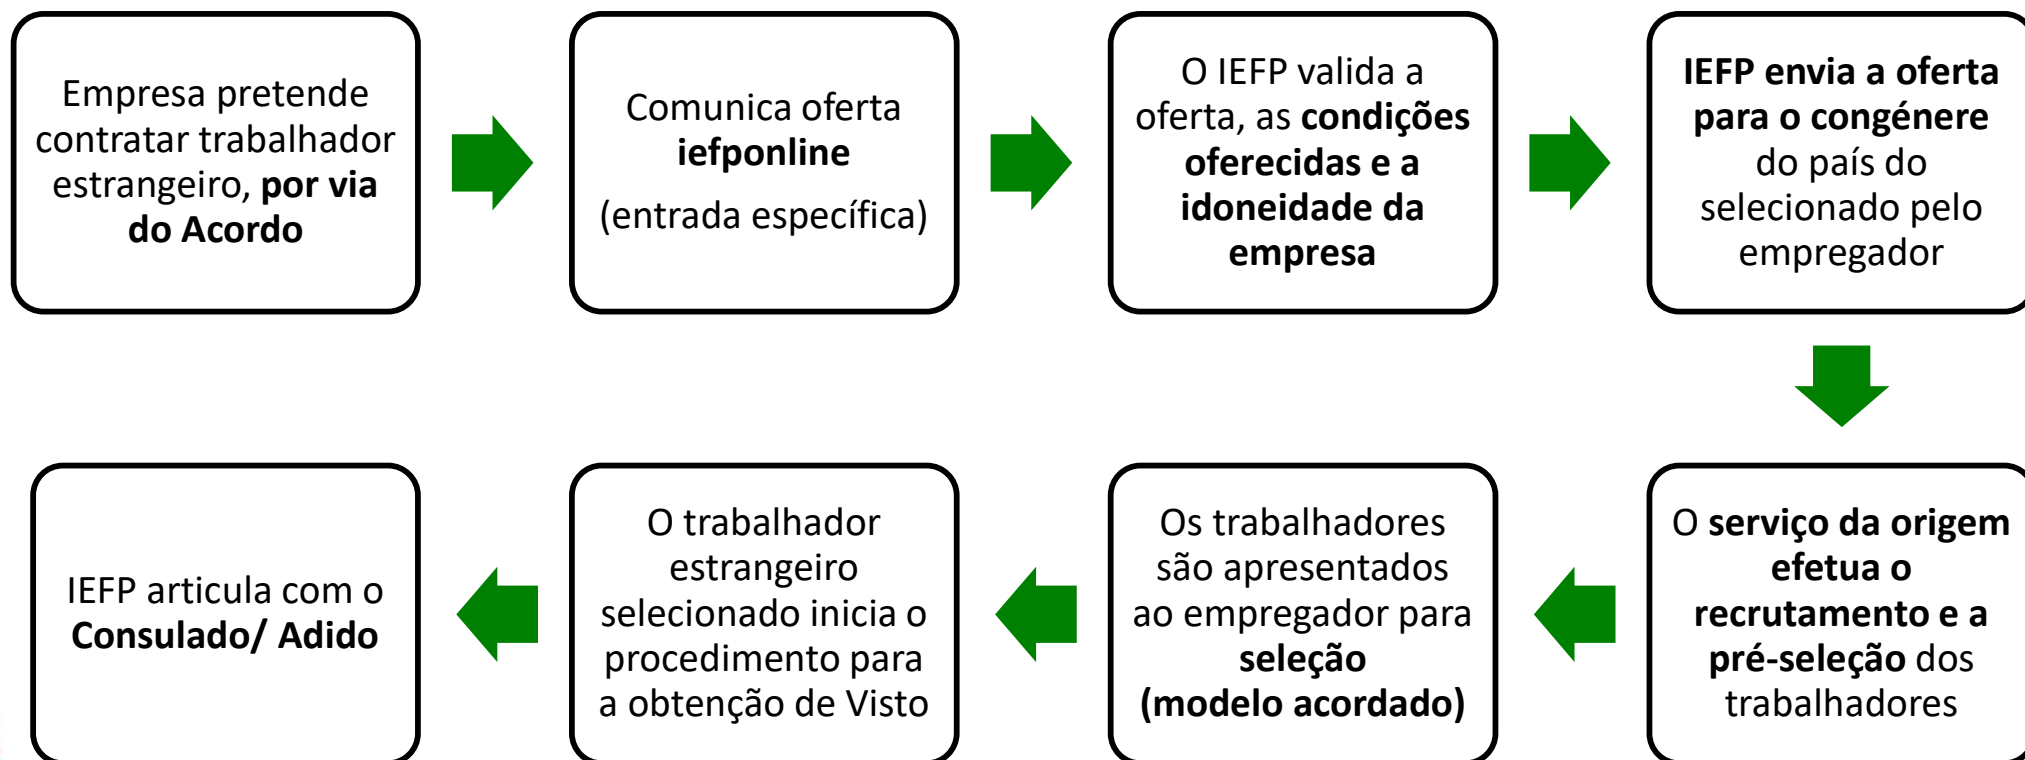 Empresa pretende
contratar trabalhador
estrangeiro, por via
do Acordo
Comunica oferta
iefponline
(entrada específica)
O IEFP valida a
oferta, as condições
oferecidas e a
idoneidade da
empresa
IEFP envia a oferta
para o congénere
do país do
selecionado pelo
empregador
O serviço da origem
efetua o
recrutamento e a
pré-seleção dos
trabalhadores
Os trabalhadores
são apresentados
ao empregador para
seleção
(modelo acordado)
O trabalhador
estrangeiro
selecionado inicia o
procedimento para
a obtenção de Visto
IEFP articula com o
Consulado/ Adido